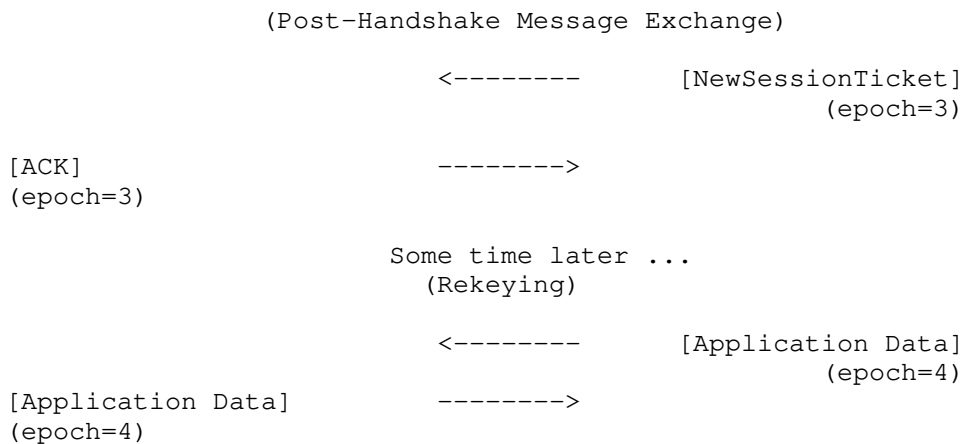 (Post-Handshake Message Exchange)
<-------- [NewSessionTicket]
(epoch=3)
[ACK] -------->
(epoch=3)
Some time later ...
(Rekeying)
<-------- [Application Data]
(epoch=4)
[Application Data] -------->
(epoch=4)